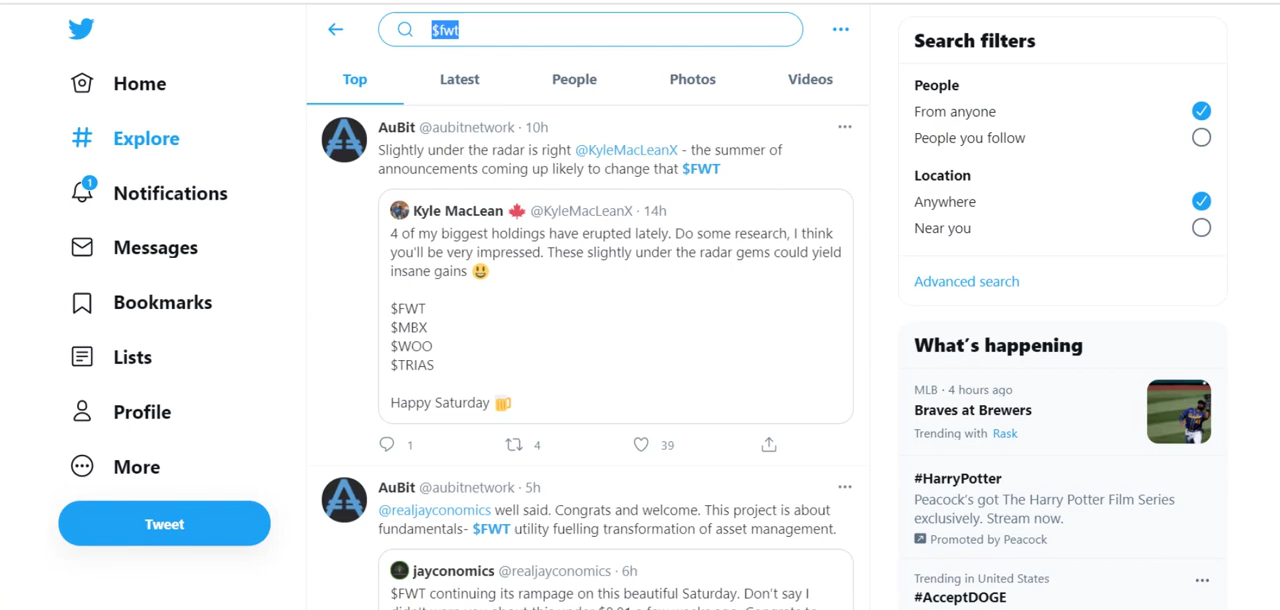 $fwt
Top
Latest
People
Photos
Videos
Home
Explore
1
Notifications
Messages
Bookmarks
Lists
Profile
More
Tweet
AuBit @aubitnetwork · 10h
Slightly under the radar is right @KyleMacLeanX - the summer of
announcements coming up likely to change that $FWT
Kyle MacLean 🍁 @KyleMacLeanX · 14h
4 of my biggest holdings have erupted lately. Do some research, I think
you'll be very impressed. These slightly under the radar gems could yield
insane gains 😃
$FWT
$MBX
$WOO
$TRIAS
Happy Saturday 🍻
1
4
39
AuBit @aubitnetwork · 5h
@realjayconomics well said. Congrats and welcome. This project is about
fundamentals- $FWT utility fuelling transformation of asset management.
jayconomics @realjayconomics · 6h
$FWT continuing its rampage on this beautiful Saturday. Don't say I
Search filters
People
From anyone
People you follow
Location
Anywhere
Near you
Advanced search
What's happening
MLB · 4 hours ago
Braves at Brewers
Trending with Rask
#HarryPotter
Peacock's got The Harry Potter Film Series
exclusively. Stream now.
Promoted by Peacock
Trending in United States
#AcceptDOGE